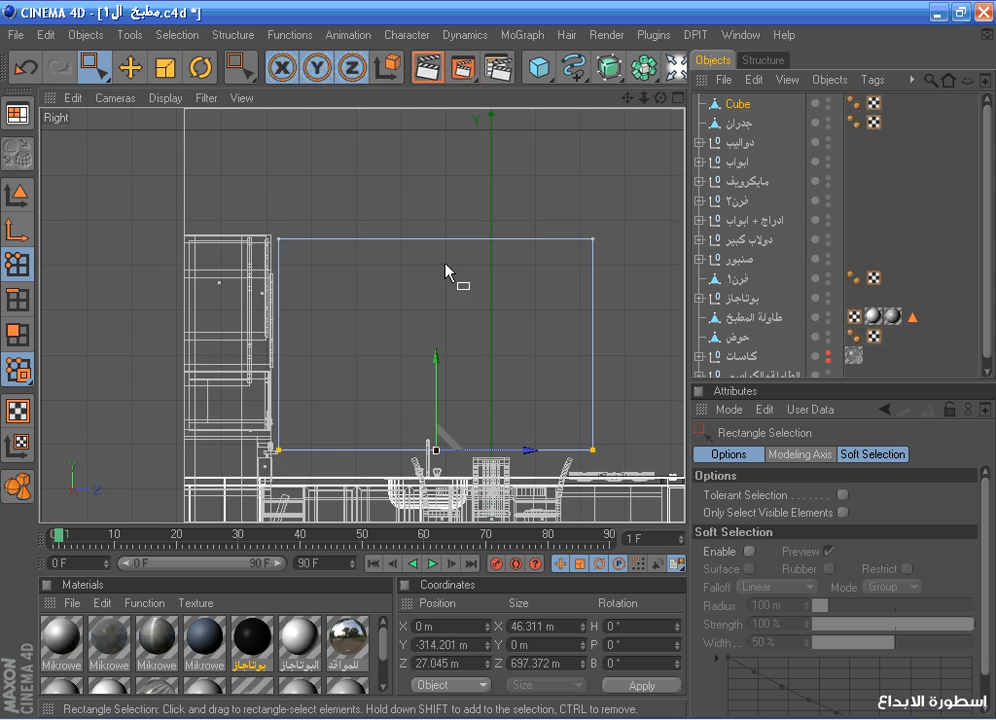 CINEMA 4D - [مطبخ ال1.c4d *]
File Edit Objects Tools Selection Structure Functions Animation Character Dynamics MoGraph Hair Render Plugins DPIT Window Help
Objects Structure
File Edit View Objects Tags
Edit Cameras Display Filter View
Right
Y
Y
X Z
Cube
جدران
دواليب
ابواب
مايكرويف
فرن٢
ادراج + ابواب
دولاب كبير
صنبور
فرن١
بوتاجاز
طاولة المطبخ
حوض
كاسات
Attributes
Mode Edit User Data
Rectangle Selection
Options Modeling Axis Soft Selection
Options
Tolerant Selection
Only Select Visible Elements
Soft Selection
Enable Preview
Surface Rubber Restrict
Falloff Linear Mode Group
Radius 100 m
Strength 100 %
Width 50 %
0 10 20 30 40 50 60 70 80 90 1 F
0 F 0 F 90 F 90 F
Materials
File Edit Function Texture
Mikrowe Mikrowe Mikrowe Mikrowe بوتاجاز البوتاجاز للمواقد
Coordinates
Position Size Rotation
X 0 m X 46.311 m H 0 °
Y -314.201 m Y 0 m P 0 °
Z 27.045 m Z 697.372 m B 0 °
Object Size Apply
MAXON
CINEMA 4D
Rectangle Selection: Click and drag to rectangle-select elements. Hold down SHIFT to add to the selection, CTRL to remove.
اسطورة الابداع